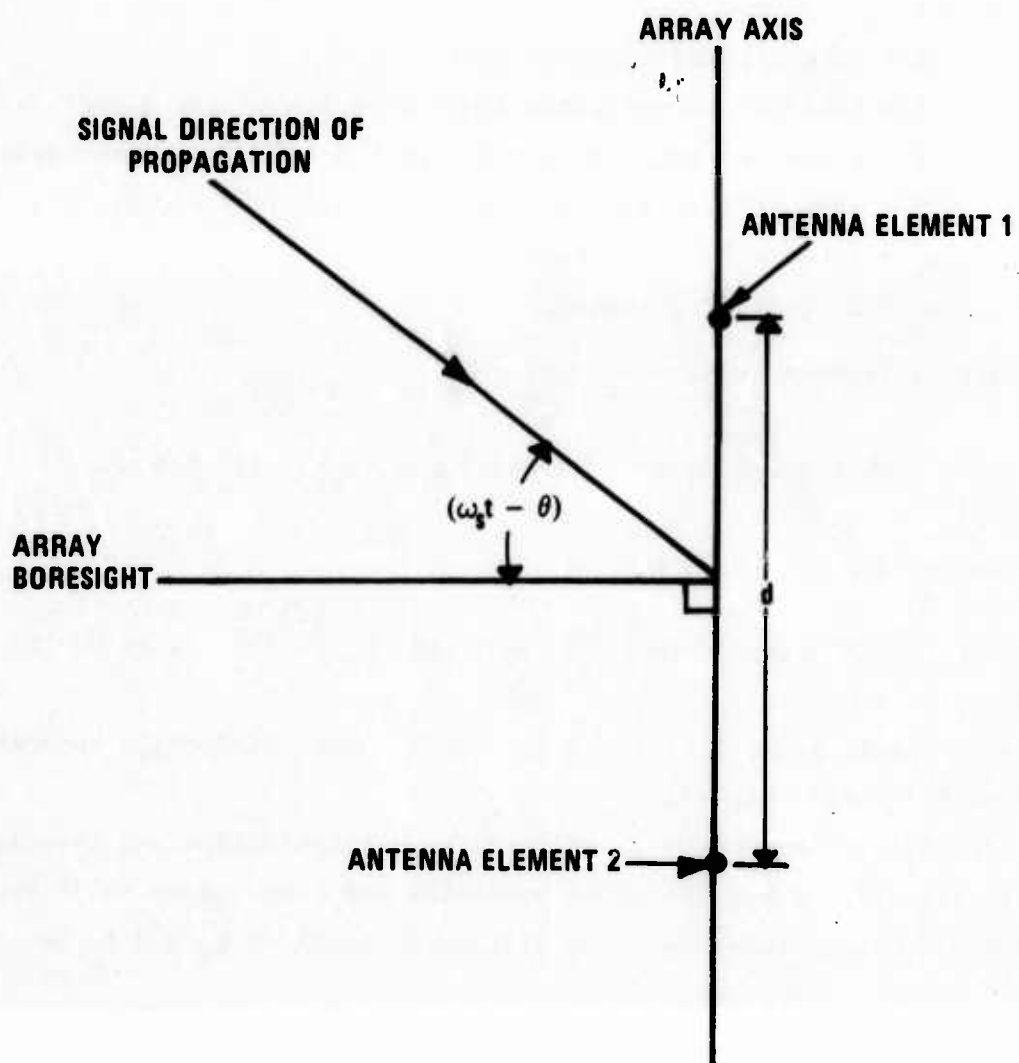 ARRAY AXIS
SIGNAL DIRECTION OF
PROPAGATION
ANTENNA ELEMENT 1
(ωₛt − θ)
ARRAY
BORESIGHT
d
ANTENNA ELEMENT 2